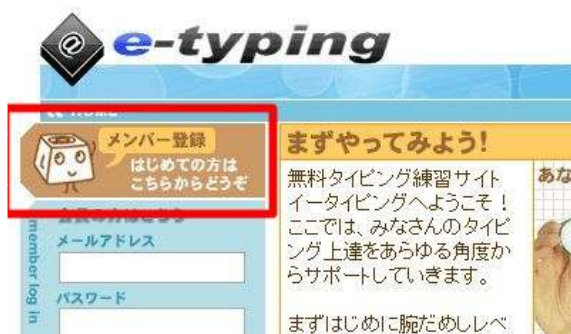 @
e-typing
HOME
メンバー登録
はじめての方は
こちらからどうぞ
会員の方はこちら
member log in
メールアドレス
パスワード
まずやってみよう!
無料タイピング練習サイト
イータイピングへようこそ！
ここでは、みなさんのタイピ
ング上達をあらゆる角度か
らサポートしていきます。
まずはじめに腕だめしレベ
あな